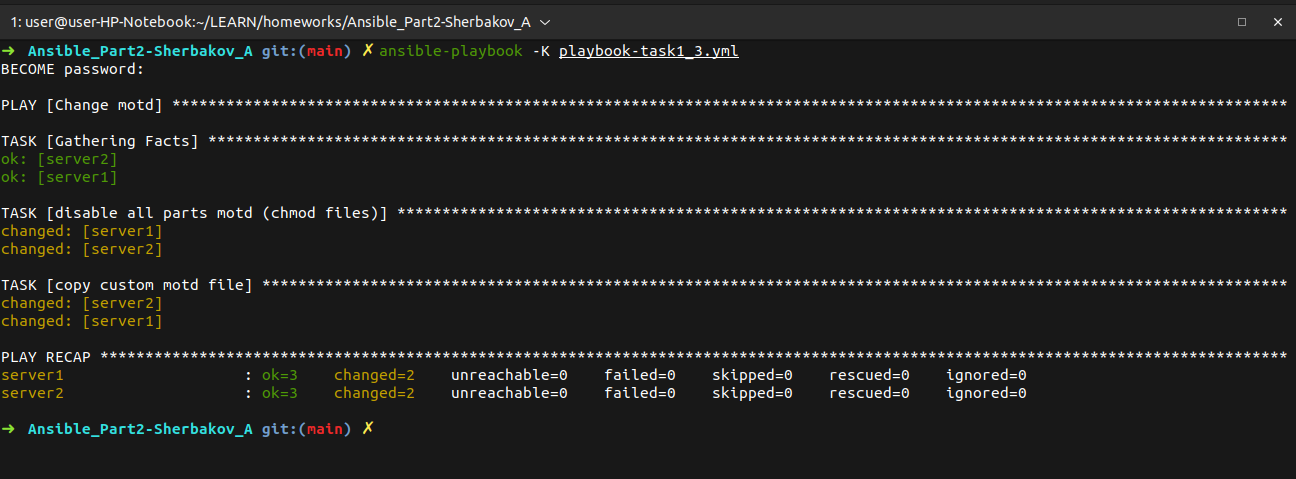 1: user@user-HP-Notebook:~/LEARN/homeworks/Ansible_Part2-Sherbakov_A
➜ Ansible_Part2-Sherbakov_A git:(main) ✗ ansible-playbook -K playbook-task1_3.yml
BECOME password:
PLAY [Change motd] ****************************************************************************************************************************
TASK [Gathering Facts] ************************************************************************************************************************
ok: [server2]
ok: [server1]
TASK [disable all parts motd (chmod files)] ***************************************************************************************************
changed: [server1]
changed: [server2]
TASK [copy custom motd file] ******************************************************************************************************************
changed: [server2]
changed: [server1]
PLAY RECAP ************************************************************************************************************************************
server1 : ok=3 changed=2 unreachable=0 failed=0 skipped=0 rescued=0 ignored=0
server2 : ok=3 changed=2 unreachable=0 failed=0 skipped=0 rescued=0 ignored=0
➜ Ansible_Part2-Sherbakov_A git:(main) ✗